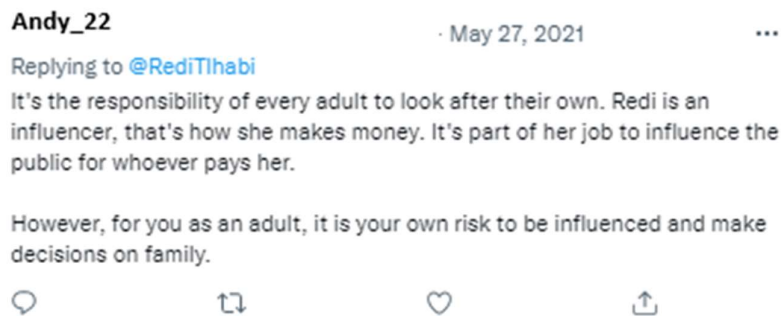 Andy_22
· May 27, 2021
Replying to @RediTlhabi
It's the responsibility of every adult to look after their own. Redi is an
influencer, that's how she makes money. It's part of her job to influence the
public for whoever pays her.
However, for you as an adult, it is your own risk to be influenced and make
decisions on family.